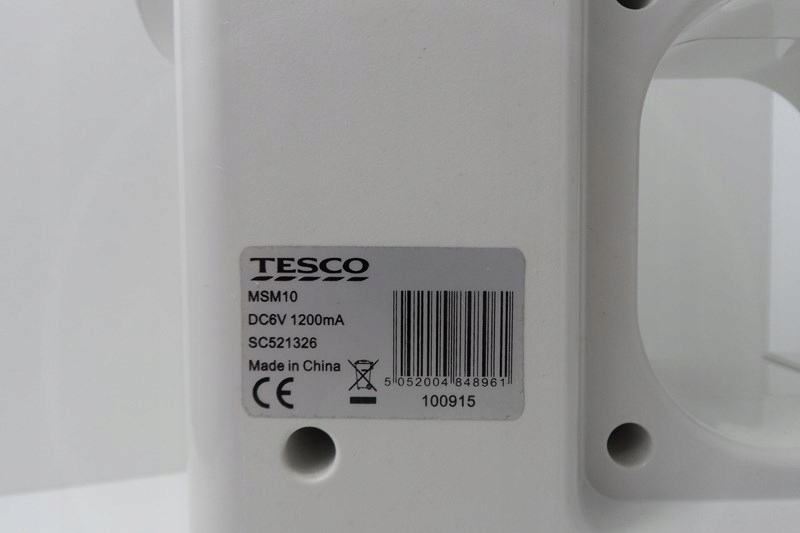 TESCO
MSM10
DC6V 1200mA
SC521326
Made in China
CE
5 052004 848961
100915